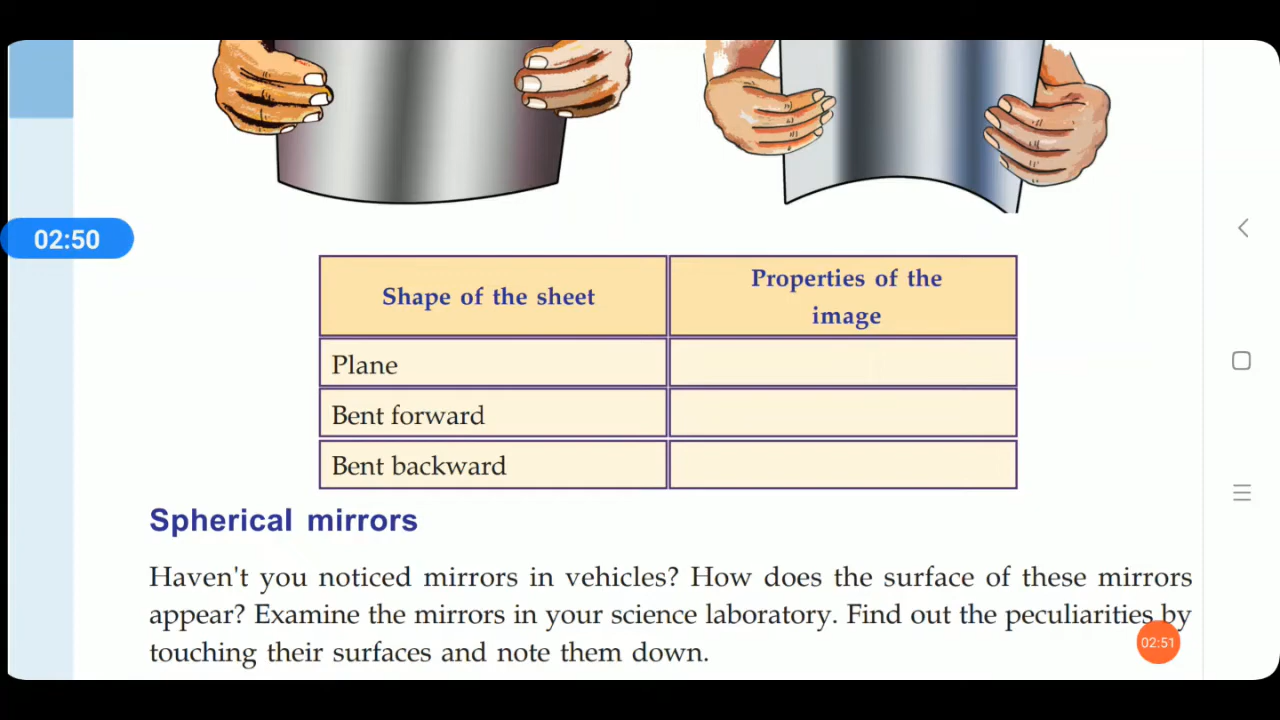 02:50
Shape of the sheet
Properties of the
image
Plane
Bent forward
Bent backward
Spherical mirrors
Haven't you noticed mirrors in vehicles? How does the surface of these mirrors
appear? Examine the mirrors in your science laboratory. Find out the peculiarities by
touching their surfaces and note them down.
02:51